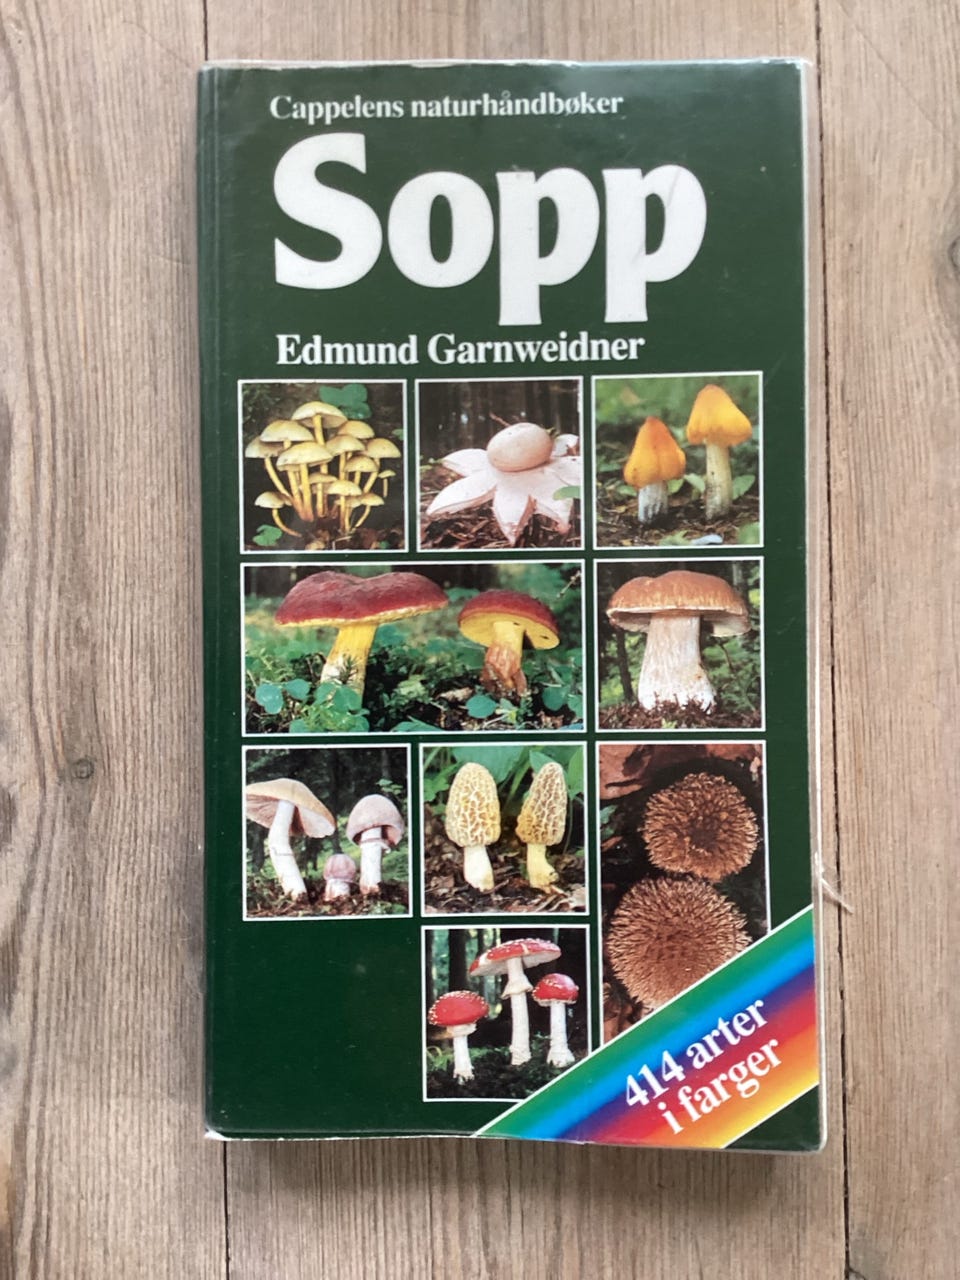 Cappelens naturhåndbøker
Sopp
Edmund Garnweidner
414 arter
i farger